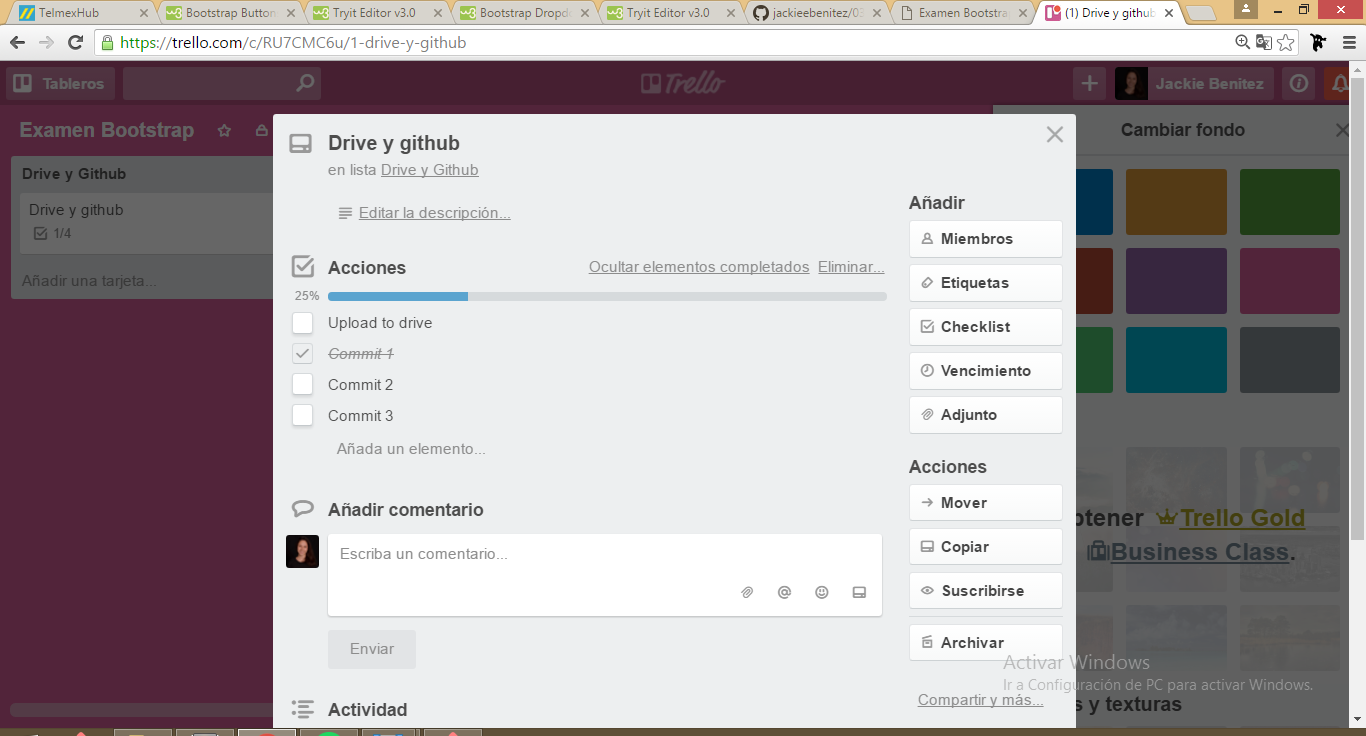 TelmexHub
Bootstrap Button
Tryit Editor v3.0
Bootstrap Dropd
Tryit Editor v3.0
jackieebenitez/03
Examen Bootstra
(1) Drive y github
https://trello.com/c/RU7CMC6u/1-drive-y-github
Tableros
Trello
Jackie Benitez
Examen Bootstrap
Drive y Github
Drive y github
1/4
Añadir una tarjeta...
Drive y github
en lista Drive y Github
Editar la descripción...
Acciones
Ocultar elementos completados Eliminar...
25%
Upload to drive
Commit 1
Commit 2
Commit 3
Añada un elemento...
Añadir comentario
Escriba un comentario...
Enviar
Actividad
Añadir
Miembros
Etiquetas
Checklist
Vencimiento
Adjunto
Acciones
Mover
Copiar
Suscribirse
Archivar
Compartir y más...
Cambiar fondo
Trello Gold
Business Class.
y texturas
Activar Windows
Ir a Configuración de PC para activar Windows.